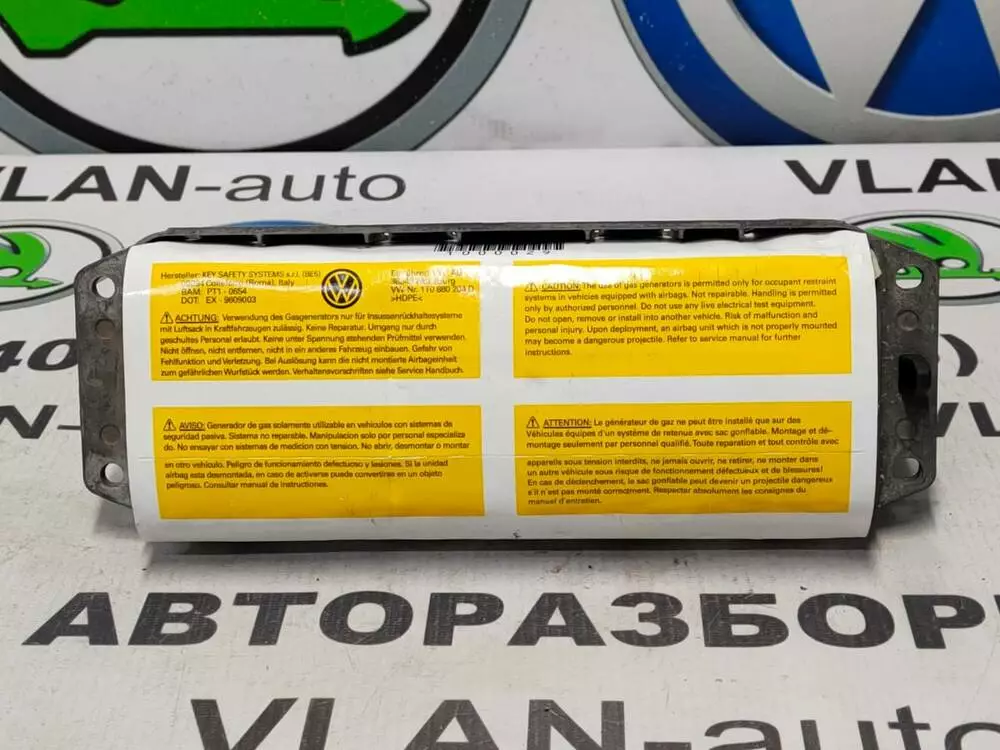 VLAN-auto
VLAN
Hersteller: KEY SAFETY SYSTEMS s.r.l. (BE6)
(Roma), Italy
BAM: PT1 - 0654
DOT: EX - 9609003
VW Nr. 1T0 880 204 D
>HDPE<
ACHTUNG: Verwendung des Gasgenerators nur für Insassenrückhaltesysteme
mit Luftsack in Kraftfahrzeugen zulässig. Keine Reparatur. Umgang nur durch
geschultes Personal erlaubt. Keine unter Spannung stehenden Prüfmittel verwenden.
Nicht öffnen, nicht entfernen, nicht in ein anderes Fahrzeug einbauen. Gefahr von
Fehlfunktion und Verletzung. Bei Auslösung kann die nicht montierte Airbageinheit
zum gefährlichen Wurfstück werden. Verhaltensvorschriften siehe Service Handbuch.
CAUTION: The use of gas generators is permitted only for occupant restraint
systems in vehicles equipped with airbags. Not repairable. Handling is permitted
only by authorized personnel. Do not use any live electrical test equipment.
Do not open, remove or install into another vehicle. Risk of malfunction and
personal injury. Upon deployment, an airbag unit which is not properly mounted
may become a dangerous projectile. Refer to service manual for further
instructions.
AVISO: Generador de gas solamente utilizable en vehículos con sistemas de
seguridad pasiva. Sistema no reparable. Manipulacion solo por personal especializa
do. No ensayar con sistemas de medicion con tension. No abrir, desmontar o montar
en otro vehículo. Peligro de funcionamiento defectuoso y lesiones. Si la unidad
airbag esta desmontada, en caso de activarse puede convertirse en un objeto
peligroso. Consultar manual de instrucciones.
ATTENTION: Le générateur de gaz ne peut être installé que aur des
Véhicules équipes d'un système de retenue avec sac gonflable. Montage et dé-
montage seulement par personnel qualifié. Toute reparation et tout contrôle avec
appareils sous tension interdits, ne jamais ouvrir, ne retirer, ne monter dans
un autre véhicule sous risque de fonctionnement défectueux et de blessures!
En cas de déclenchement, le sac gonflable peut devenir un projectile dangereux
s'il n'est pas monté correctement. Respecter absolument les consignes du
manuel d'entretien.
АВТОРАЗБОР
VLAN-auto